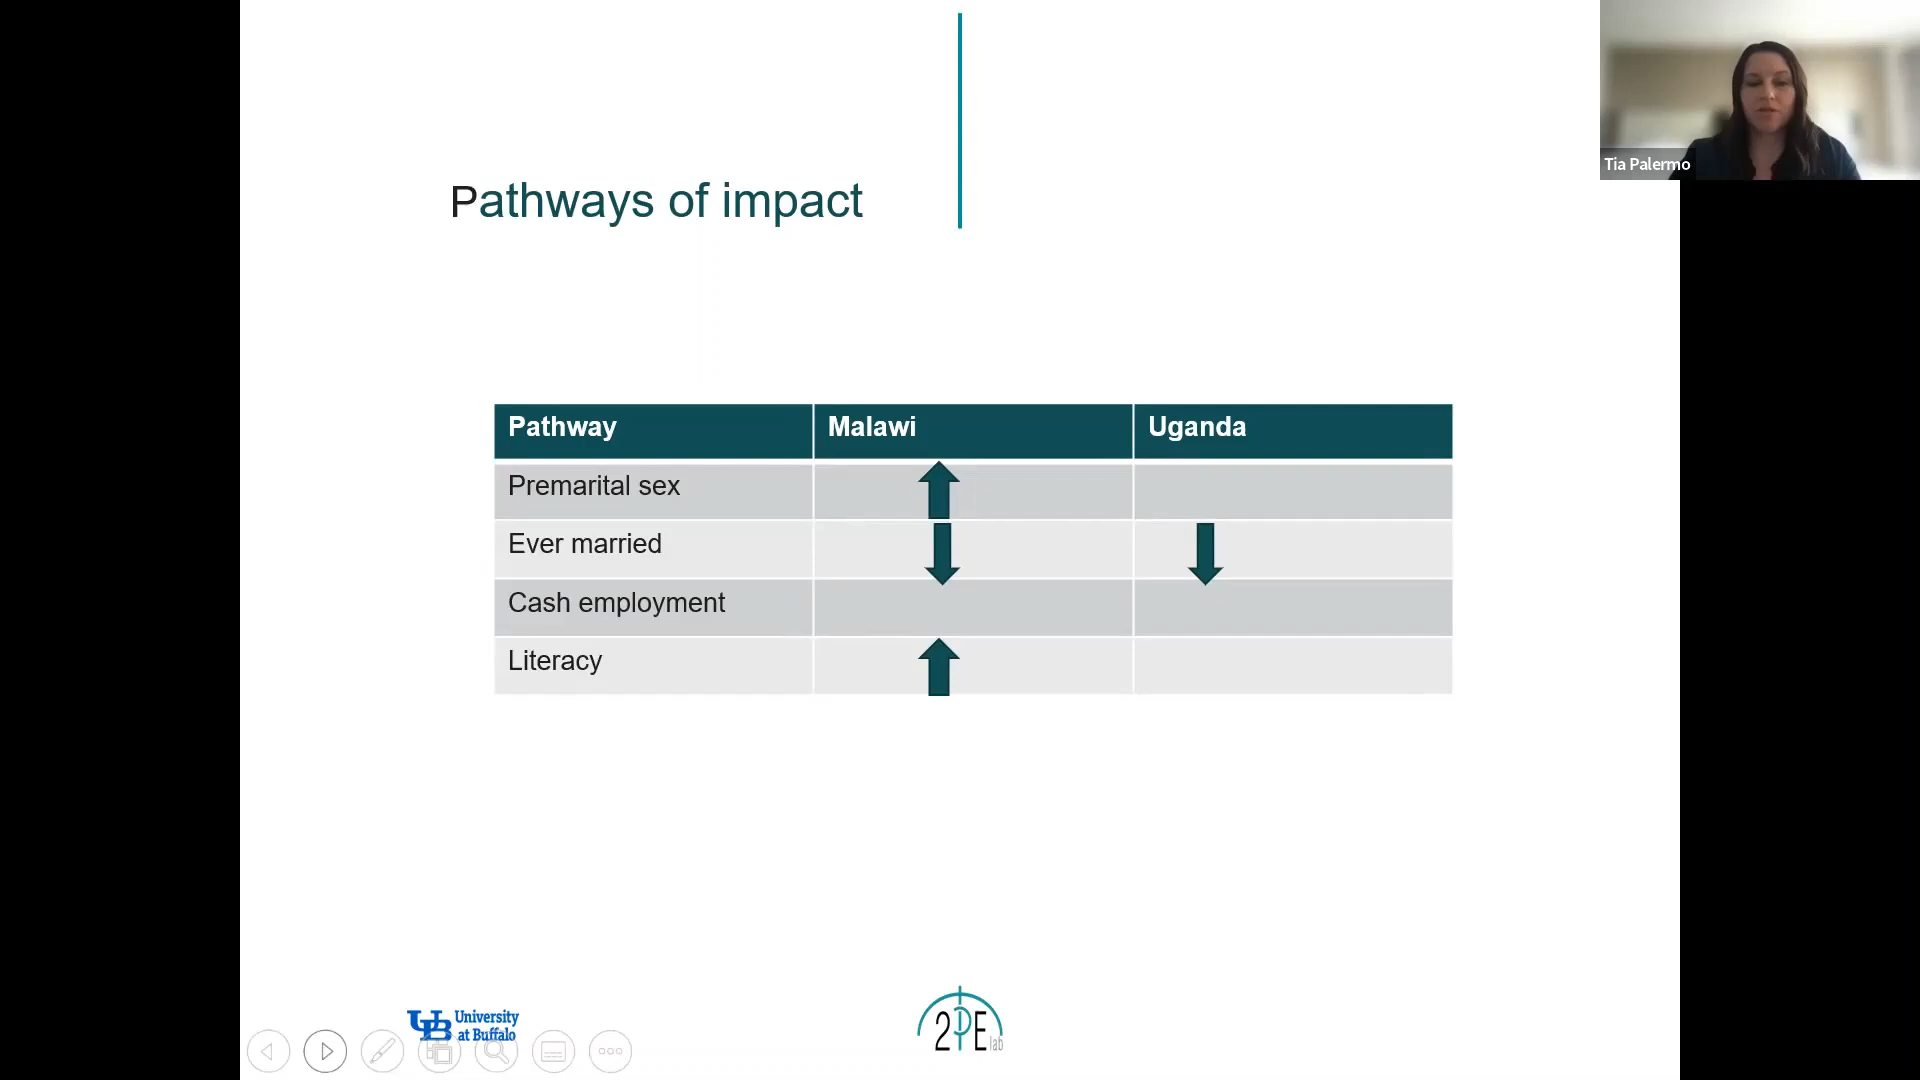 Tia Palermo
Pathways of impact
Pathway Malawi Uganda
Premarital sex
Ever married
Cash employment
Literacy
UB University
at Buffalo
2PE lab